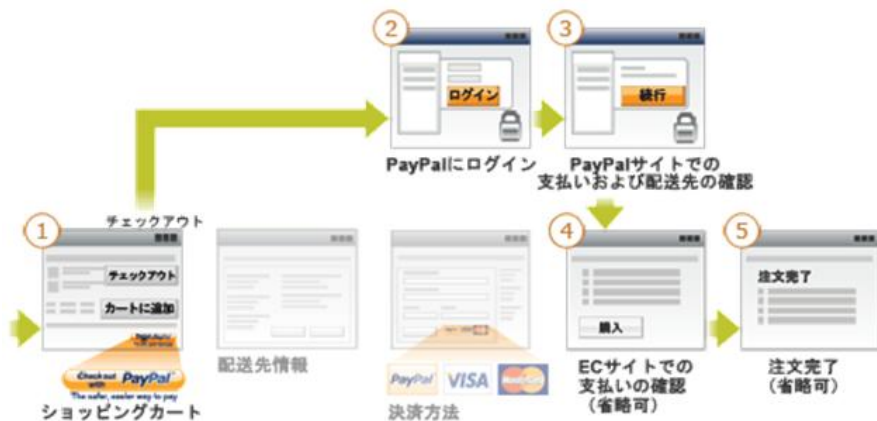 ②
ログイン
PayPalにログイン
③
続行
PayPalサイトでの
支払いおよび配送先の確認
チェックアウト
①
チェックアウト
カートに追加
Check out
with PayPal
The safer, easier way to pay
ショッピングカート
配送先情報
PayPal
VISA
MasterCard
決済方法
④
購入
ECサイトでの
支払いの確認
（省略可）
⑤
注文完了
注文完了
（省略可）